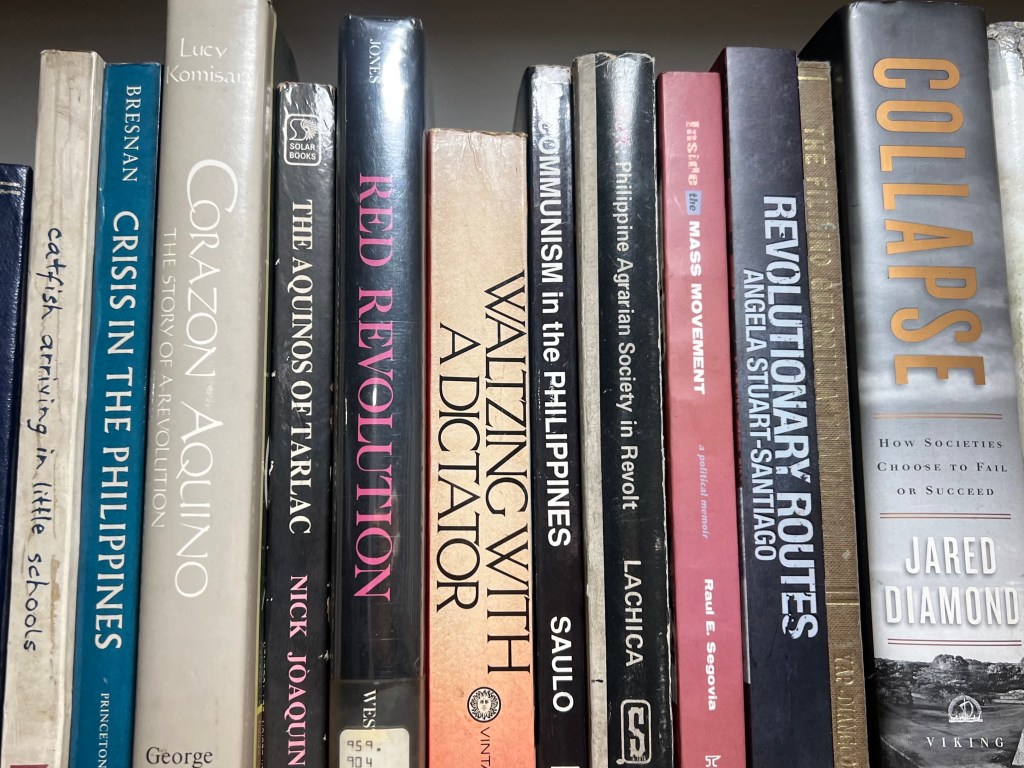 catfish arriving in little schools
BRESNAN
CRISIS IN THE PHILIPPINES
PRINCETON
Lucy
Komisar
CORAZON AQUINO
THE STORY OF A REVOLUTION
George
SOLAR
BOOKS
THE AQUINOS OF TARLAC
NICK JOAQUIN
JONES
RED REVOLUTION
WES
959.
904
WALTZING WITH
A DICTATOR
VINTA
COMMUNISM in the PHILIPPINES
SAULO
Philippine Agrarian Society in Revolt
LACHICA
Inside the MASS MOVEMENT
a political memoir
Raul E. Segovia
REVOLUTIONARY ROUTES
ANGELA STUART-SANTIAGO
COLLAPSE
HOW SOCIETIES
CHOOSE TO FAIL
OR SUCCEED
JARED
DIAMOND
VIKING